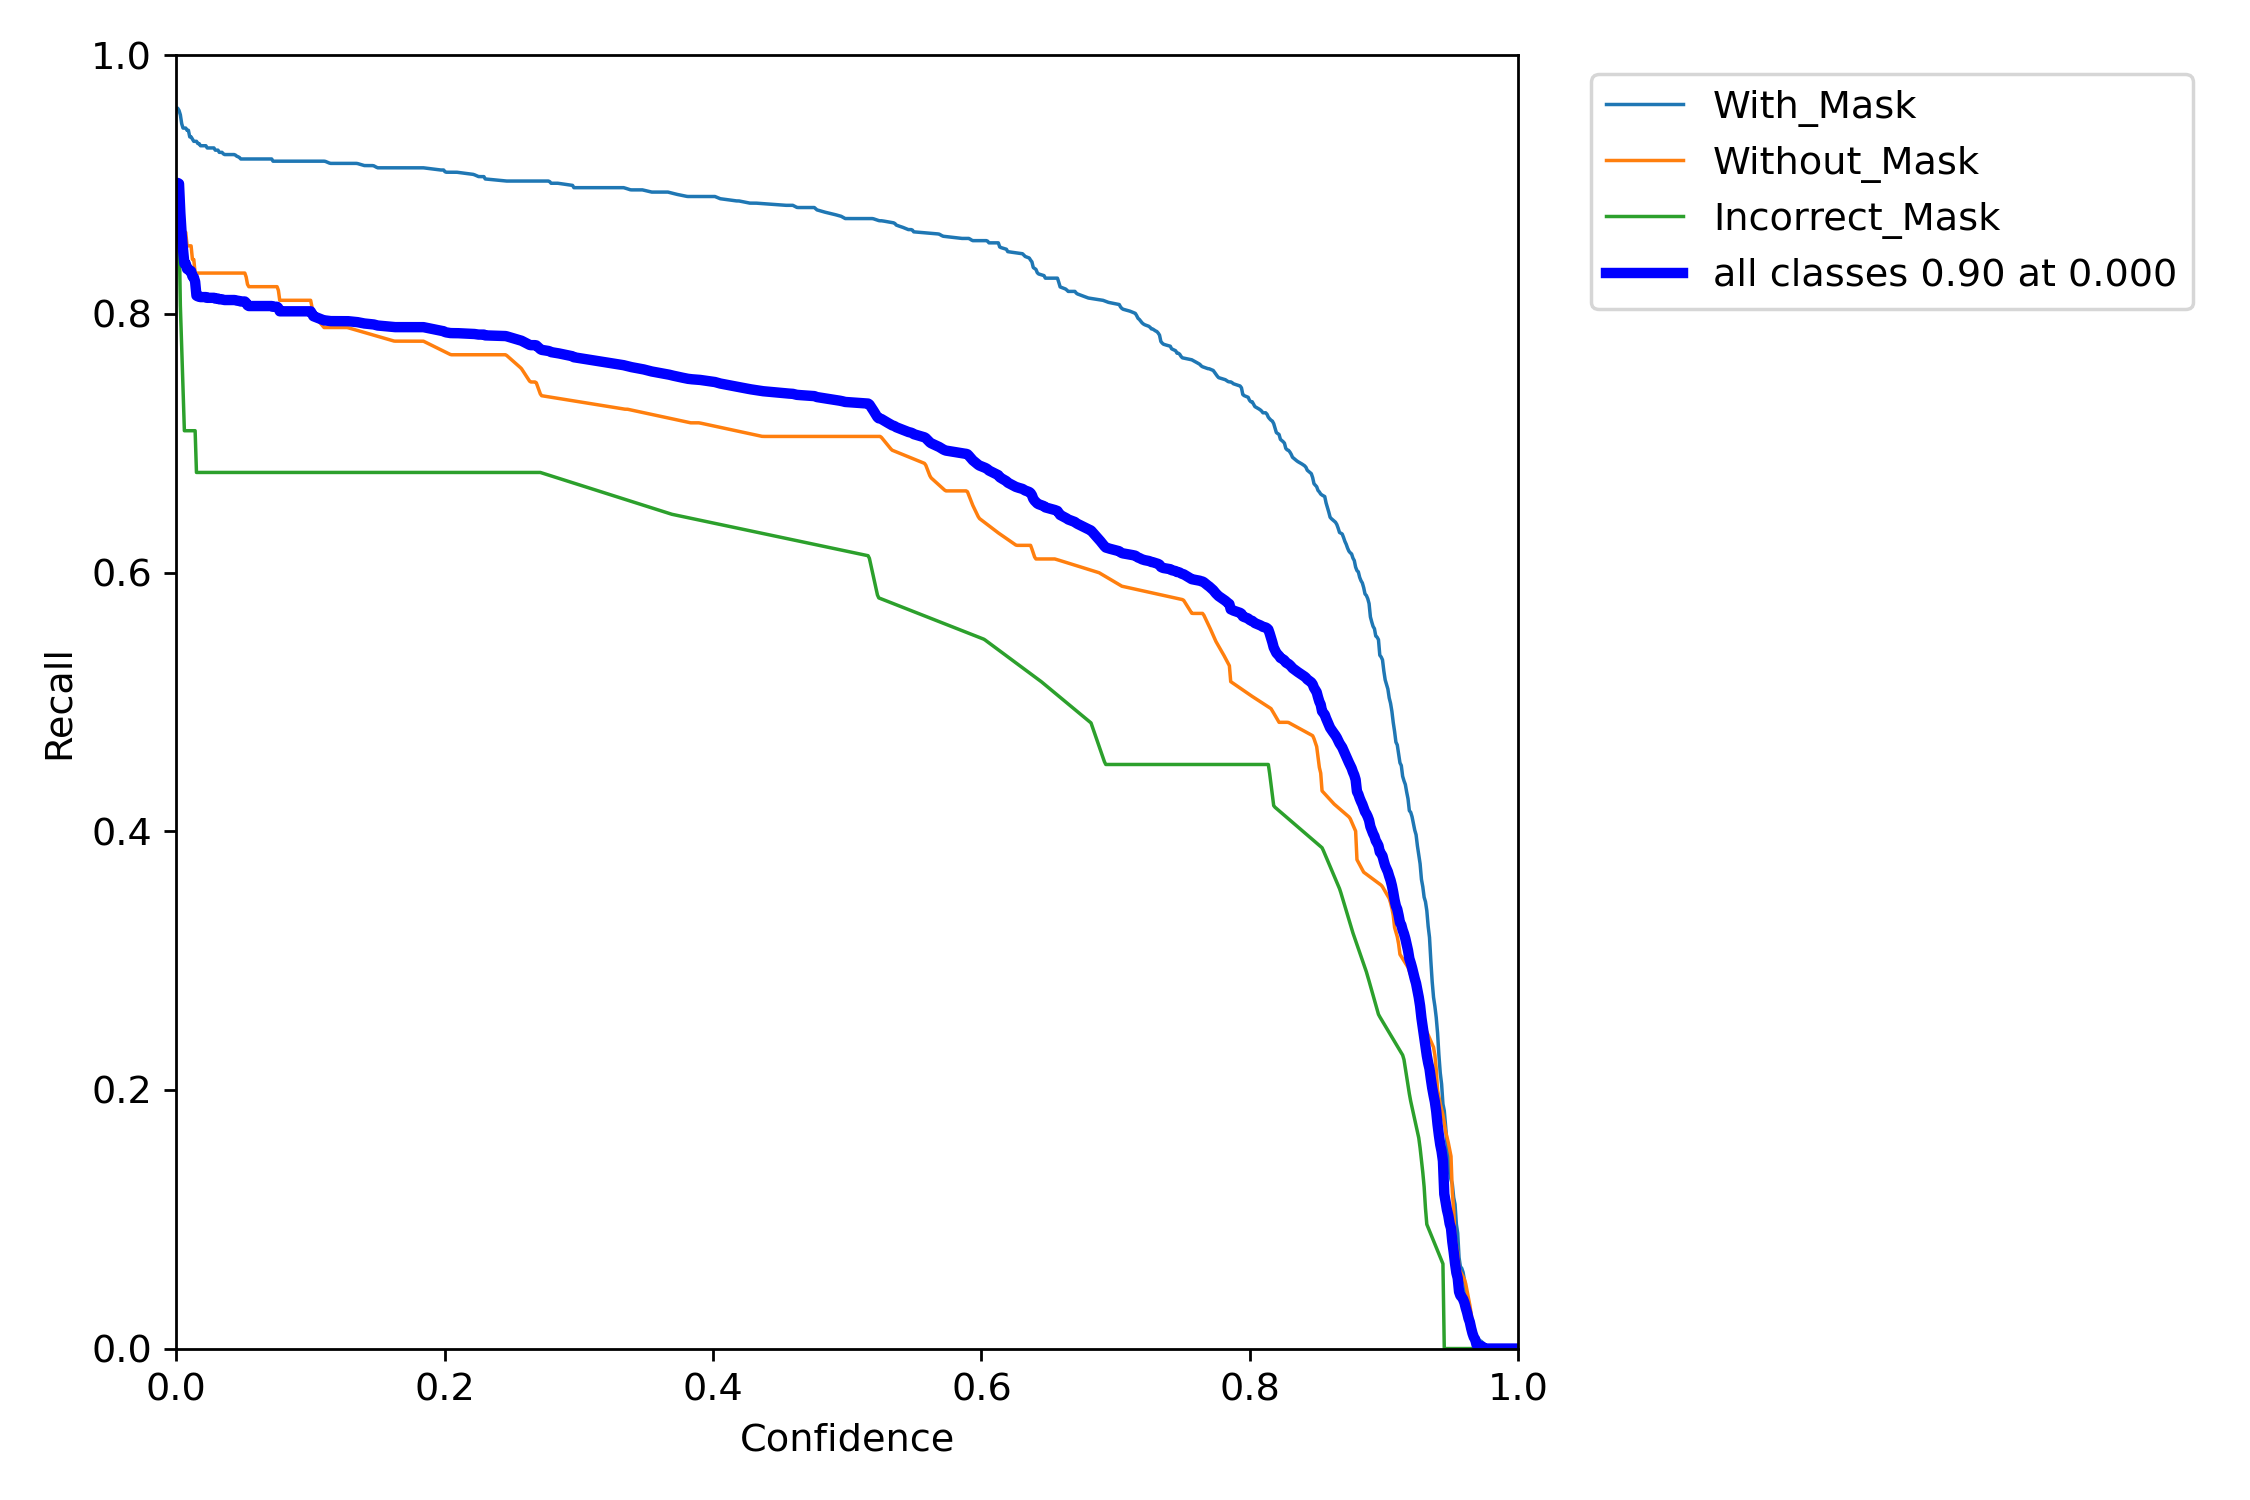 1.0
0.8
0.6
0.4
0.2
0.0
Recall
0.0 0.2 0.4 0.6 0.8 1.0
Confidence
With_Mask
Without_Mask
Incorrect_Mask
all classes 0.90 at 0.000